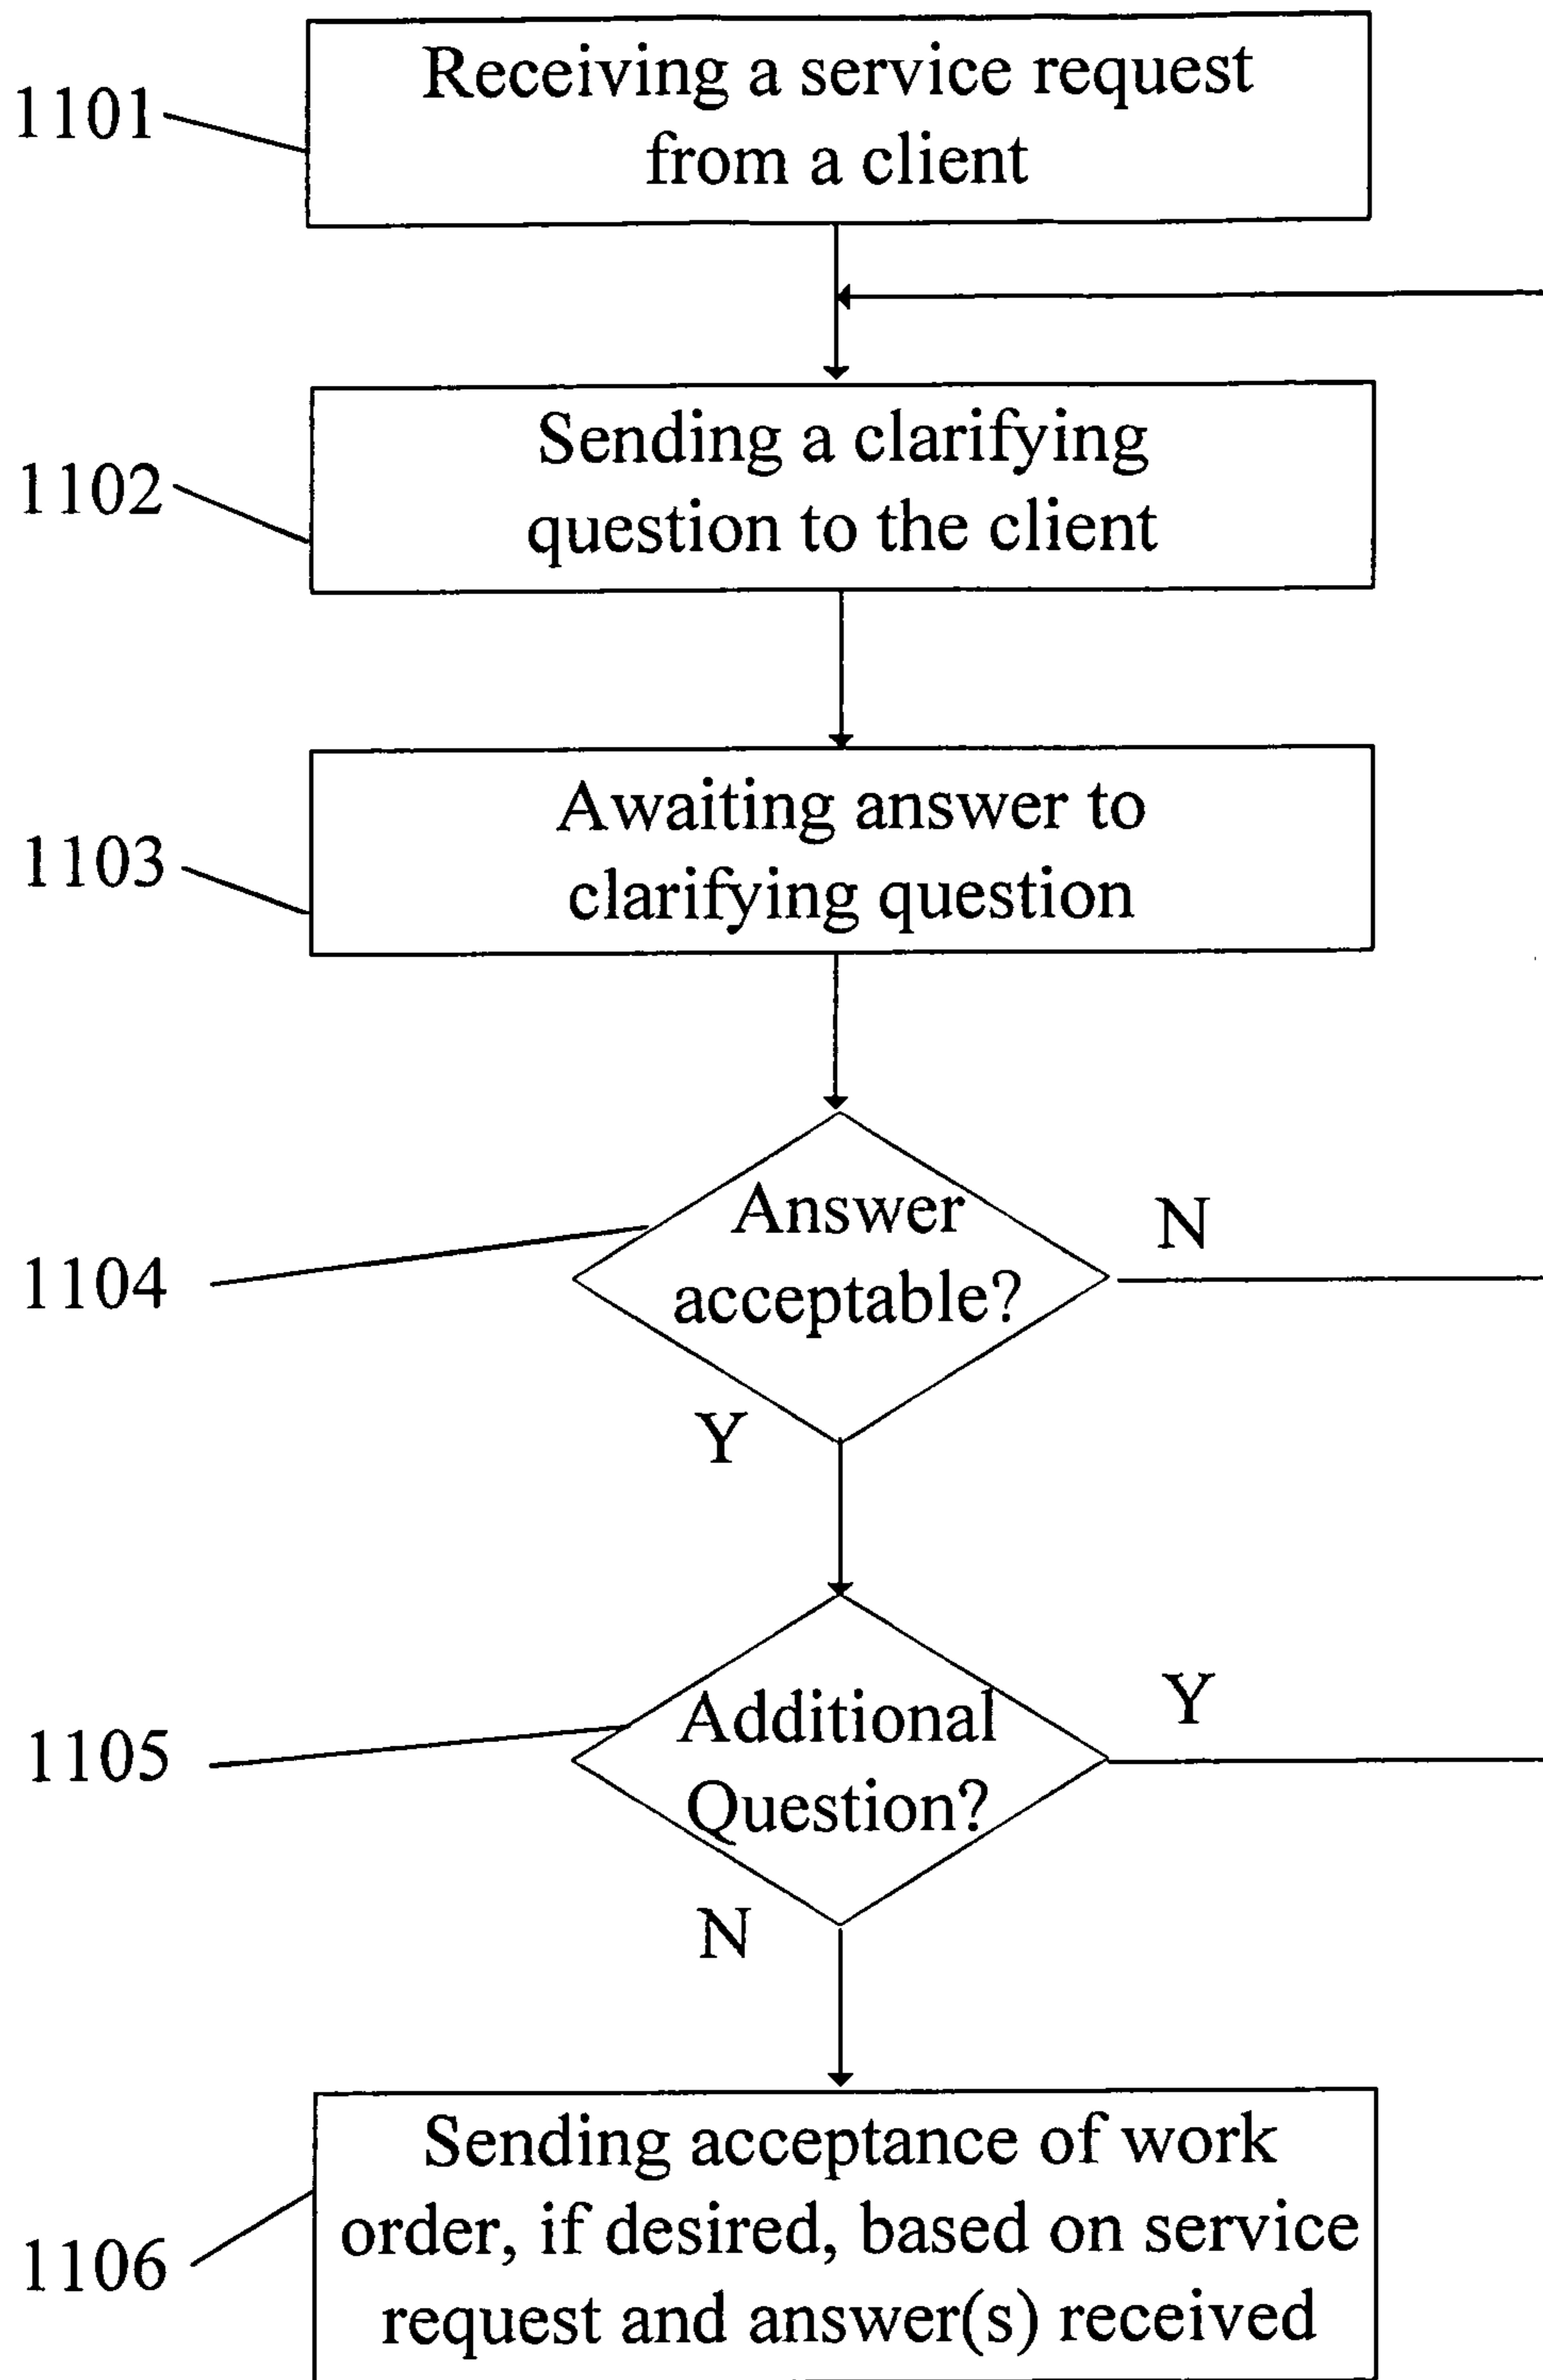 1101
Receiving a service request
from a client
1102
Sending a clarifying
question to the client
1103
Awaiting answer to
clarifying question
1104
Answer
acceptable?
N
Y
1105
Additional
Question?
Y
N
1106
Sending acceptance of work
order, if desired, based on service
request and answer(s) received